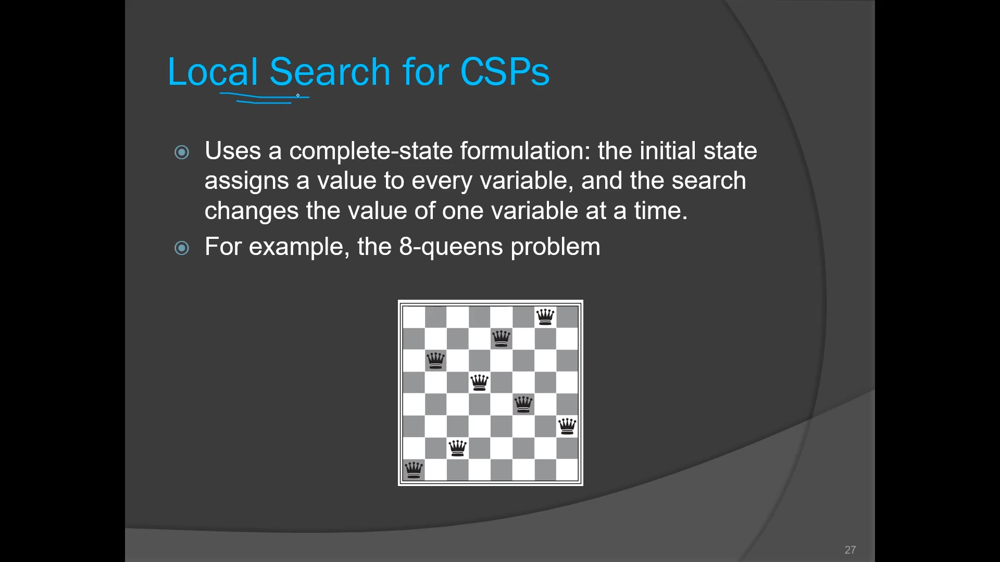 Local Search for CSPs
Uses a complete-state formulation: the initial state
assigns a value to every variable, and the search
changes the value of one variable at a time.
For example, the 8-queens problem
27